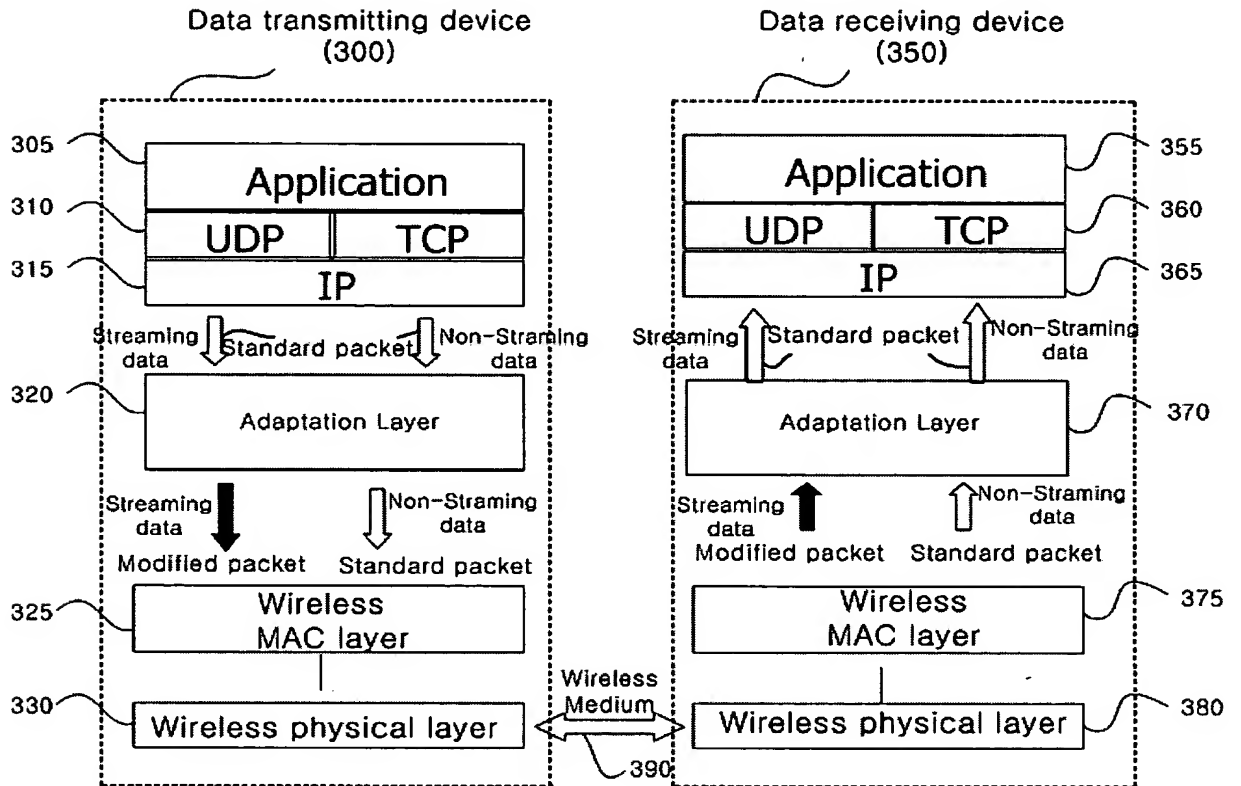 Data transmitting device
(300)
Data receiving device
(350)
305
Application
310
UDP
TCP
315
IP
Streaming
data
Standard packet
Non-Straming
data
320
Adaptation Layer
Streaming
data
Non-Straming
data
Modified packet
Standard packet
325
Wireless
MAC layer
330
Wireless physical layer
Wireless
Medium
390
355
Application
360
UDP
TCP
365
IP
Streaming
data
Standard packet
Non-Straming
data
370
Adaptation Layer
Streaming
data
Non-Straming
data
Modified packet
Standard packet
375
Wireless
MAC layer
380
Wireless physical layer